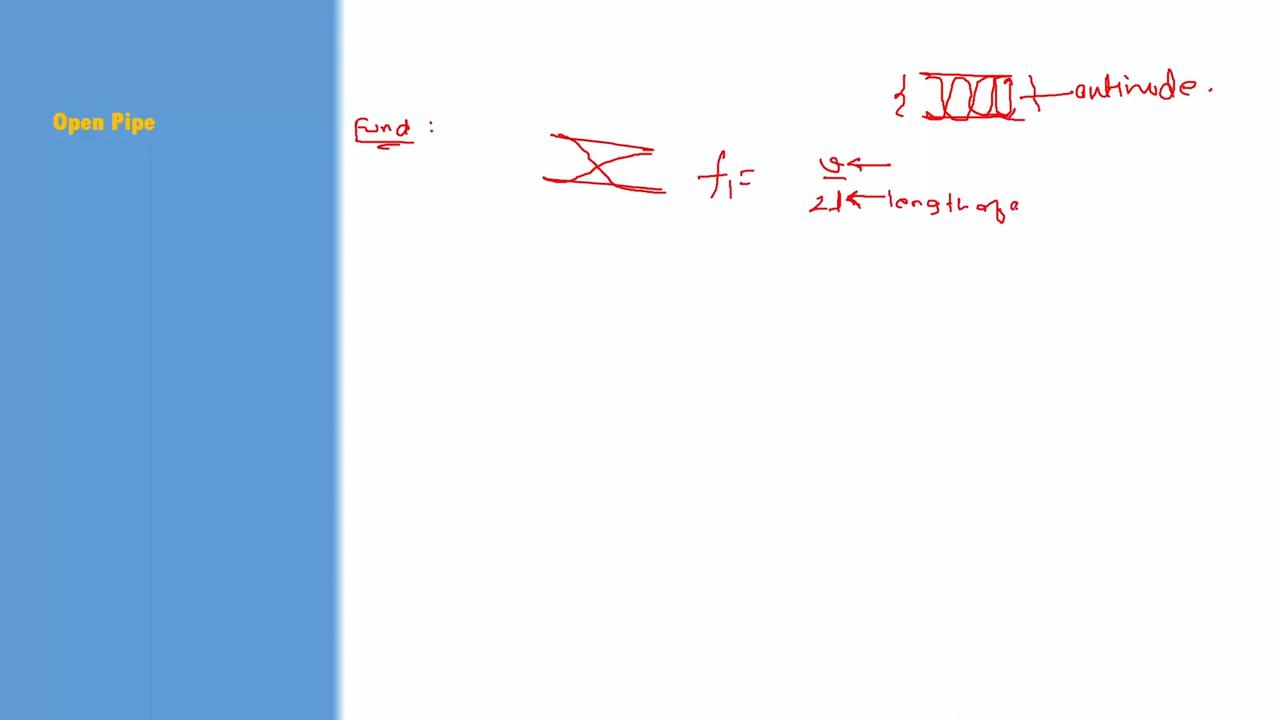 Open Pipe
antinode.
Fund :
f₁ = v/2l
length of